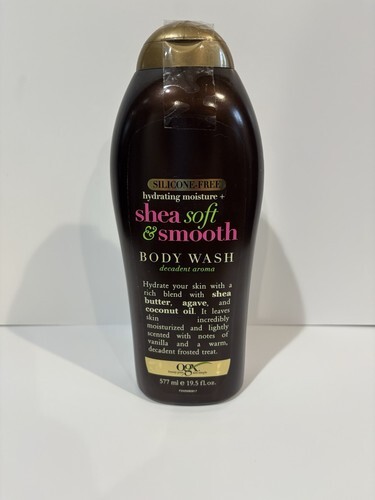 SILICONE-FREE
hydrating moisture +
shea soft
& smooth
BODY WASH
decadent aroma
Hydrate your skin with a
rich blend with shea
butter, agave, and
coconut oil. It leaves
skin incredibly
moisturized and lightly
scented with notes of
vanilla and a warm,
decadent frosted treat.
ogx
577 ml e 19.5 fl.oz.